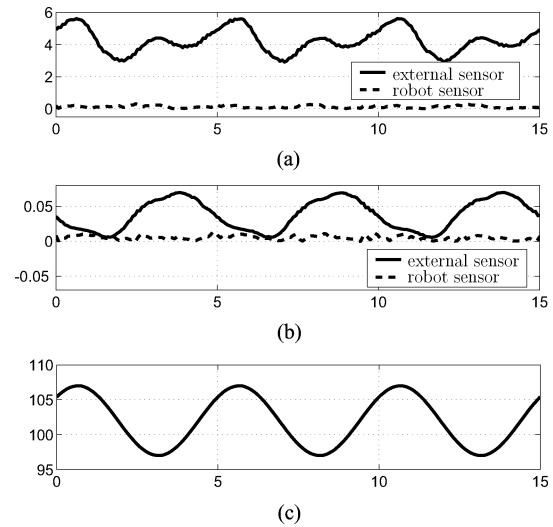 6
4
2
0
external sensor
robot sensor
0 5 10 15
(a)
0.05
0
-0.05
external sensor
robot sensor
0 5 10 15
(b)
110
105
100
95
0 5 10 15
(c)